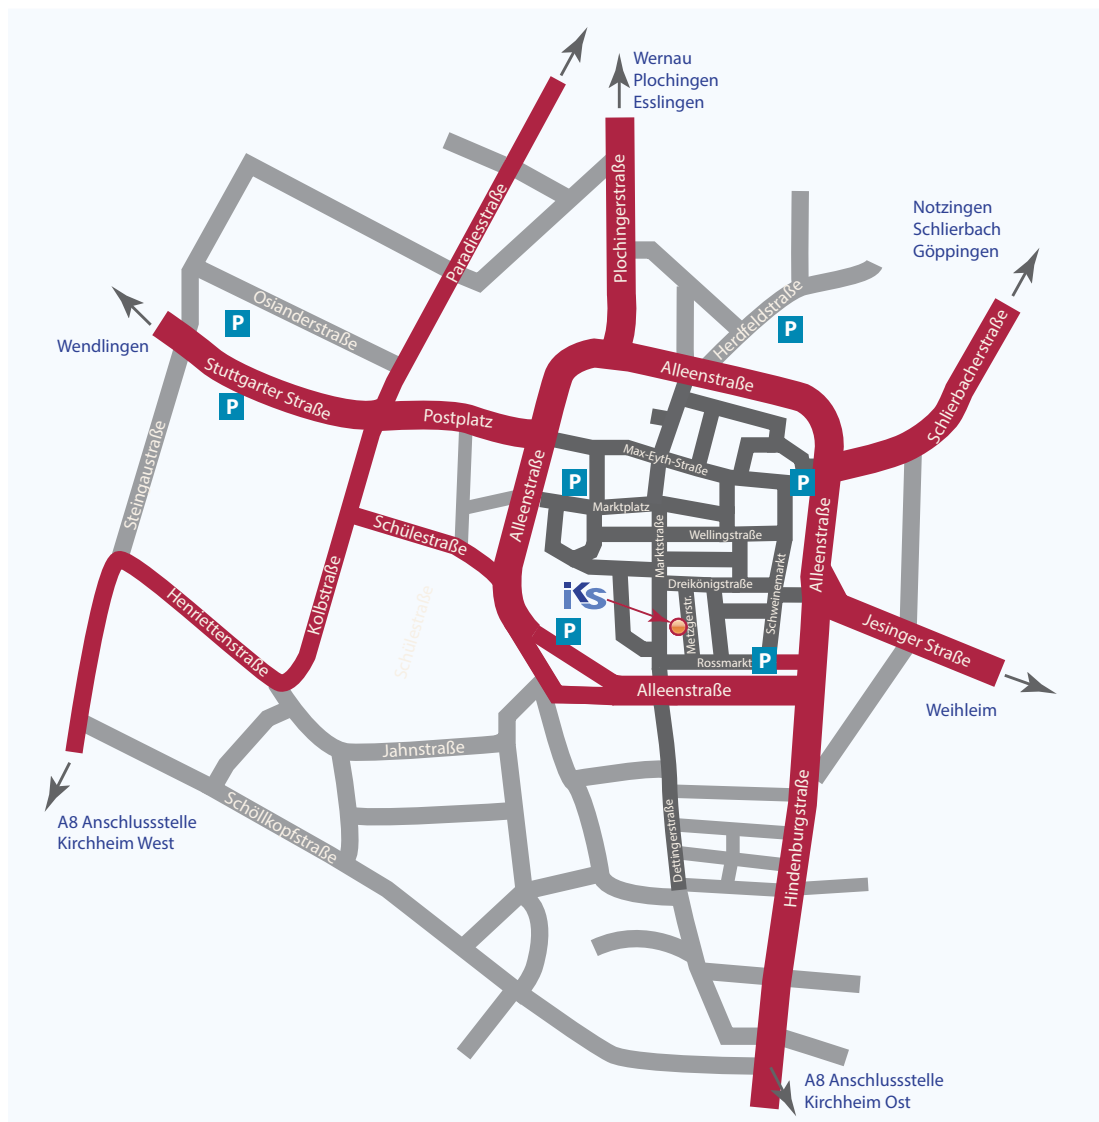 Wernau
Plochingen
Esslingen
Notzingen
Schlierbach
Göppingen
Paradiesstraße
Plochingerstraße
Osianderstraße
P
Herdfeldstraße
P
Wendlingen
Stuttgarter Straße
P
Postplatz
Alleenstraße
Schlierbacherstraße
Steingaustraße
Alleenstraße
Max-Eyth-Straße
P
P
Marktplatz
Marktstraße
Wellingstraße
Alleenstraße
Schülestraße
Dreikönigstraße
Schweinemarkt
Kolbstraße
Henriettenstraße
Schülestraße
iKS
P
Metzgerstr.
Rossmarkt
P
Jesinger Straße
Alleenstraße
Weihleim
Jahnstraße
Schöllkopfstraße
Dettingerstraße
Hindenburgstraße
A8 Anschlussstelle
Kirchheim West
A8 Anschlussstelle
Kirchheim Ost